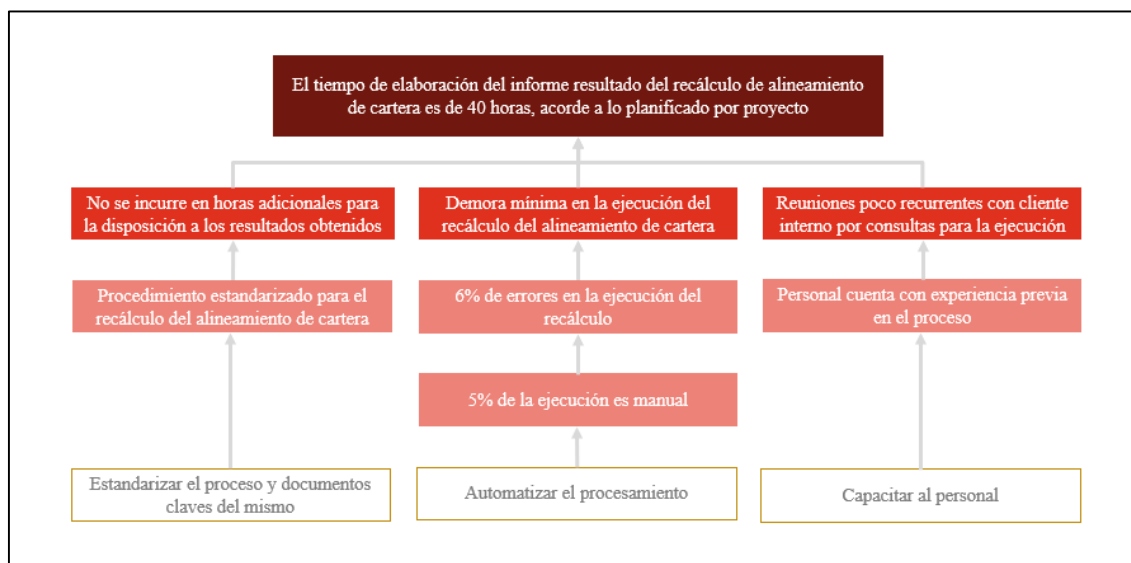 El tiempo de elaboración del informe resultado del recálculo de alineamiento
de cartera es de 40 horas, acorde a lo planificado por proyecto
No se incurre en horas adicionales para
la disposición a los resultados obtenidos
Demora mínima en la ejecución del
recálculo del alineamiento de cartera
Reuniones poco recurrentes con cliente
interno por consultas para la ejecución
Procedimiento estandarizado para el
recálculo del alineamiento de cartera
6% de errores en la ejecución del
recálculo
Personal cuenta con experiencia previa
en el proceso
5% de la ejecución es manual
Estandarizar el proceso y documentos
claves del mismo
Automatizar el procesamiento
Capacitar al personal